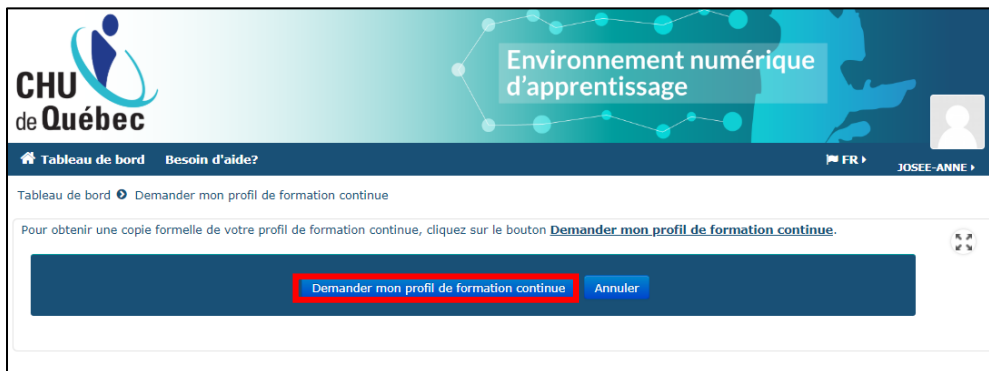 CHU
de Québec
Environnement numérique
d'apprentissage
Tableau de bord Besoin d'aide? FR JOSEE-ANNE
Tableau de bord Demander mon profil de formation continue
Pour obtenir une copie formelle de votre profil de formation continue, cliquez sur le bouton Demander mon profil de formation continue.
Demander mon profil de formation continue Annuler